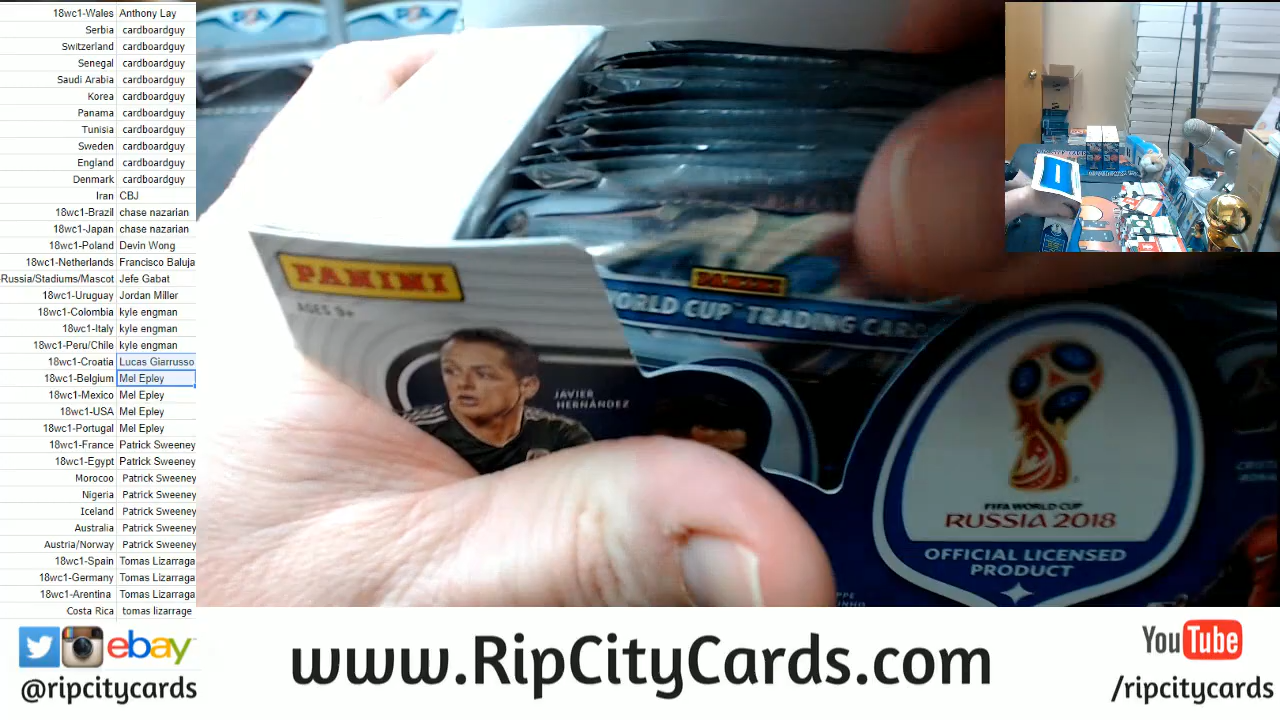 18wc1-Wales Anthony Lay
Serbia cardboardguy
Switzerland cardboardguy
Senegal cardboardguy
Saudi Arabia cardboardguy
Korea cardboardguy
Panama cardboardguy
Tunisia cardboardguy
Sweden cardboardguy
England cardboardguy
Denmark cardboardguy
Iran CBJ
18wc1-Brazil chase nazarian
18wc1-Japan chase nazarian
18wc1-Poland Devin Wong
18wc1-Netherlands Francisco Baluja
-Russia/Stadiums/Mascot Jefe Gabat
18wc1-Uruguay Jordan Miller
18wc1-Colombia kyle engman
18wc1-Italy kyle engman
18wc1-Peru/Chile kyle engman
18wc1-Croatia Lucas Giarrusso
18wc1-Belgium Mel Epley
18wc1-Mexico Mel Epley
18wc1-USA Mel Epley
18wc1-Portugal Mel Epley
18wc1-France Patrick Sweeney
18wc1-Egypt Patrick Sweeney
Morocoo Patrick Sweeney
Nigeria Patrick Sweeney
Iceland Patrick Sweeney
Australia Patrick Sweeney
Austria/Norway Patrick Sweeney
18wc1-Spain Tomas Lizarraga
18wc1-Germany Tomas Lizarraga
18wc1-Arentina Tomas Lizarraga
Costa Rica tomas lizarrage
PANINI
AGES 9+
JAVIER
HERNÁNDEZ
PANINI
WORLD CUP™ TRADING CARD
FIFA WORLD CUP
RUSSIA 2018
OFFICIAL LICENSED
PRODUCT
ebay
@ripcitycards
www.RipCityCards.com
YouTube
/ripcitycards